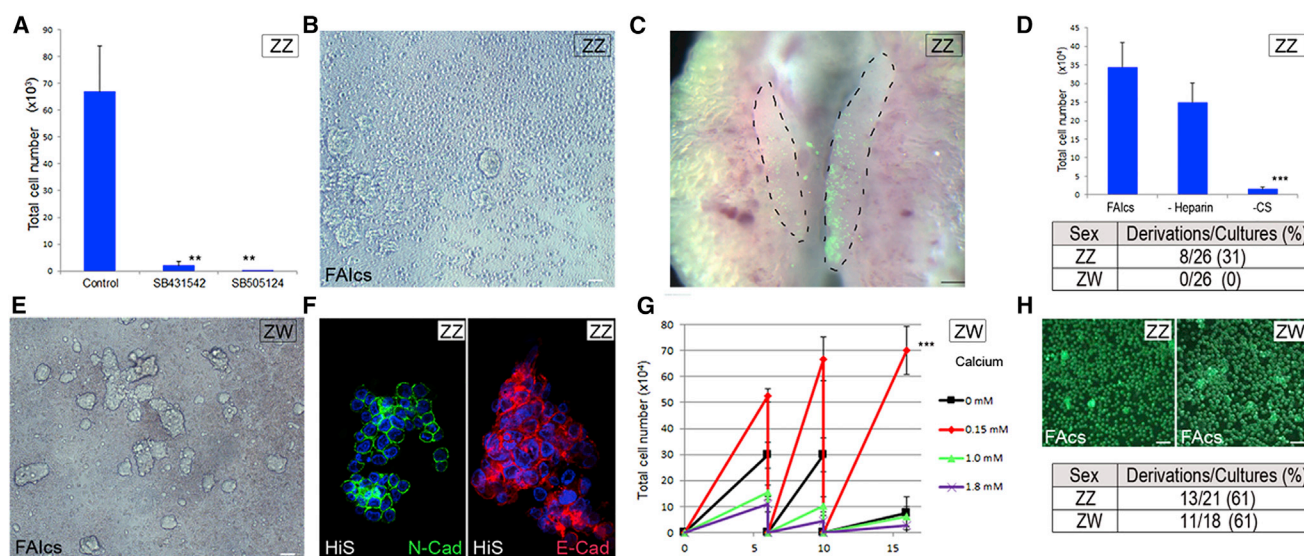 A
ZZ
Total cell number
(x10³)
90
80
70
60
50
40
30
20
10
0
**
**
Control
SB431542
SB505124
B
ZZ
FAIcs
C
ZZ
D
ZZ
Total cell number
(x10⁴)
45
40
35
30
25
20
15
10
5
0
***
FAIcs
- Heparin
-CS
Sex Derivations/Cultures (%)
ZZ 8/26 (31)
ZW 0/26 (0)
E
ZW
FAIcs
F
ZZ
HiS N-Cad
ZZ
HiS E-Cad
G
ZW
Total cell number (x10⁴)
80
70
60
50
40
30
20
10
0
0 5 10 15
***
Calcium
0 mM
0.15 mM
1.0 mM
1.8 mM
H
ZZ
FAcs
ZW
FAcs
Sex Derivations/Cultures (%)
ZZ 13/21 (61)
ZW 11/18 (61)